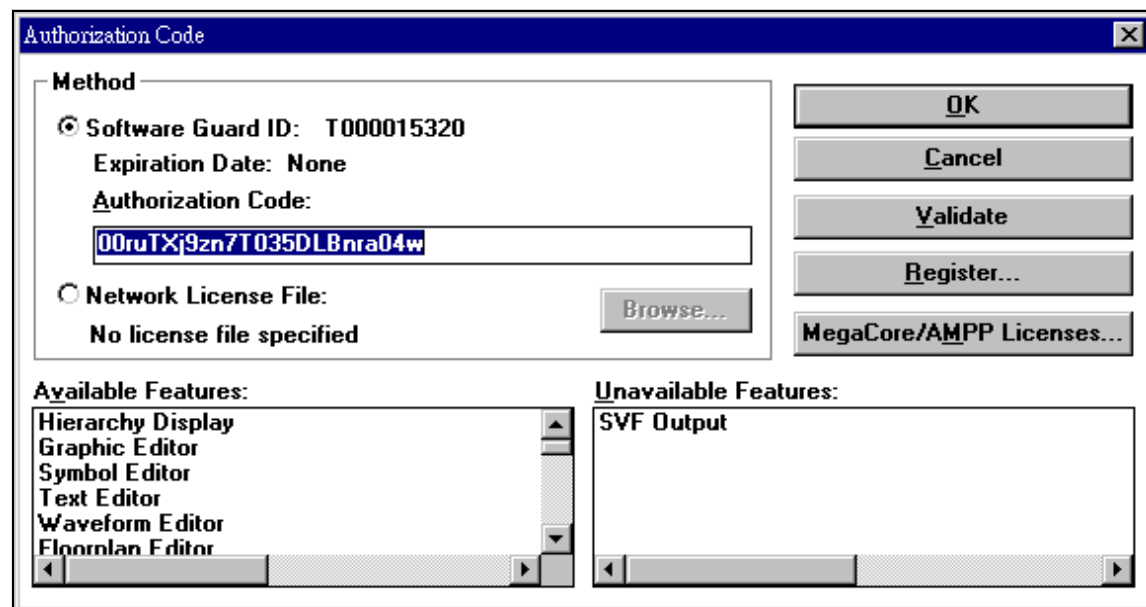 Authorization Code
Method
Software Guard ID: T000015320
Expiration Date: None
Authorization Code:
00ruTXj9zn7T035DLBnra04w
Network License File:
Browse...
No license file specified
OK
Cancel
Validate
Register...
MegaCore/AMPP Licenses...
Available Features:
Hierarchy Display
Graphic Editor
Symbol Editor
Text Editor
Waveform Editor
Floorplan Editor
Unavailable Features:
SVF Output